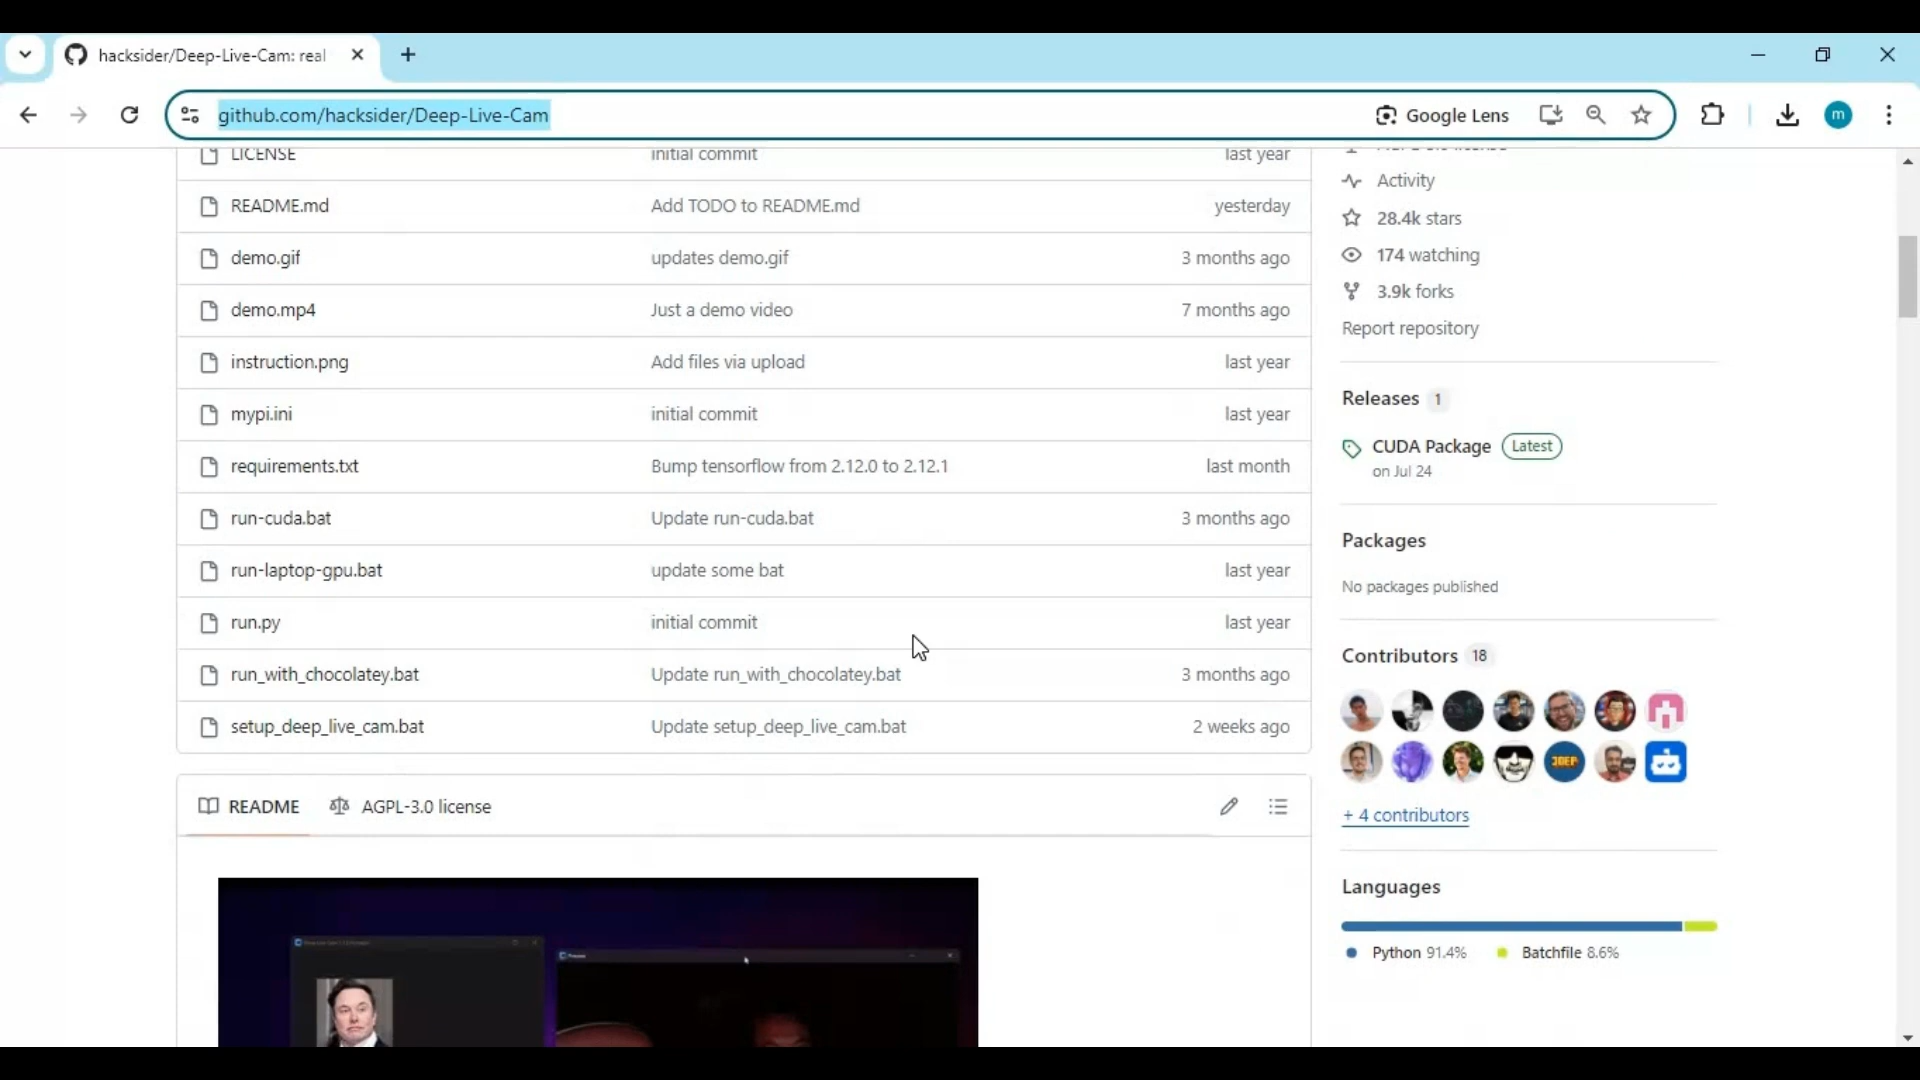 hacksider/Deep-Live-Cam: real
github.com/hacksider/Deep-Live-Cam
Google Lens
m
LICENSE initial commit last year
README.md Add TODO to README.md yesterday
demo.gif updates demo.gif 3 months ago
demo.mp4 Just a demo video 7 months ago
instruction.png Add files via upload last year
mypi.ini initial commit last year
requirements.txt Bump tensorflow from 2.12.0 to 2.12.1 last month
run-cuda.bat Update run-cuda.bat 3 months ago
run-laptop-gpu.bat update some bat last year
run.py initial commit last year
run_with_chocolatey.bat Update run_with_chocolatey.bat 3 months ago
setup_deep_live_cam.bat Update setup_deep_live_cam.bat 2 weeks ago
README AGPL-3.0 license
Activity
28.4k stars
174 watching
3.9k forks
Report repository
Releases 1
CUDA Package Latest
on Jul 24
Packages
No packages published
Contributors 18
JOEP
+ 4 contributors
Languages
Python 91.4% Batchfile 8.6%